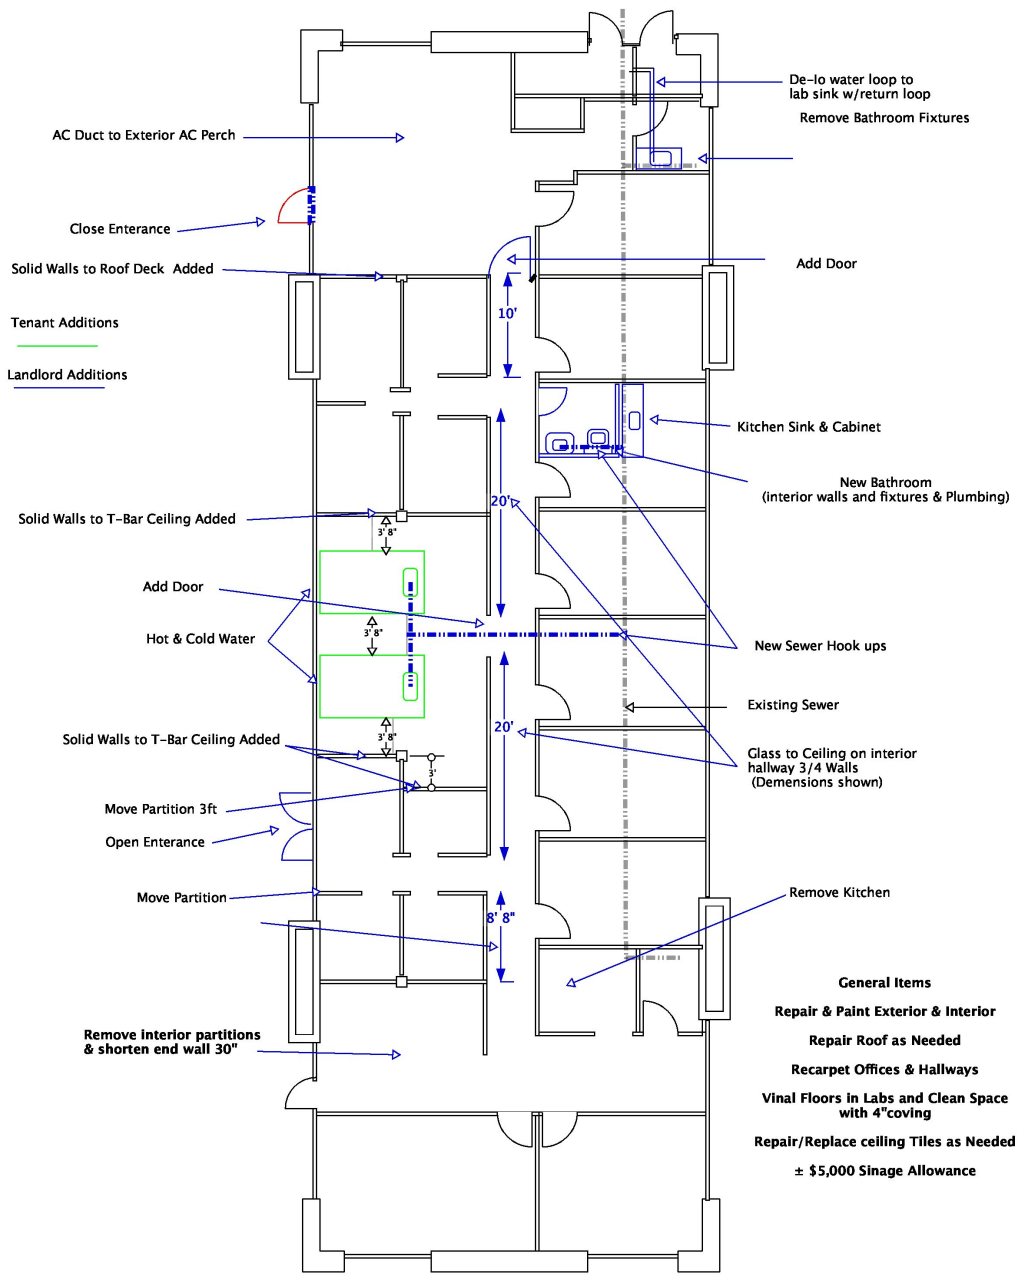 De-Io water loop to
lab sink w/return loop
Remove Bathroom Fixtures
AC Duct to Exterior AC Perch
Close Enterance
Solid Walls to Roof Deck  Added
Add Door
10'
Tenant Additions
Landlord Additions
Kitchen Sink & Cabinet
New Bathroom
(interior walls and fixtures & Plumbing)
20'
Solid Walls to T-Bar Ceiling Added
3' 8"
Add Door
Hot & Cold Water
3' 8"
New Sewer Hook ups
Existing Sewer
20'
3' 8"
Solid Walls to T-Bar Ceiling Added
Glass to Ceiling on interior
hallway 3/4 Walls
(Demensions shown)
3'
Move Partition 3ft
Open Enterance
Move Partition
Remove Kitchen
8' 8"
General Items
Repair & Paint Exterior & Interior
Remove interior partitions
& shorten end wall 30"
Repair Roof as Needed
Recarpet Offices & Hallways
Vinal Floors in Labs and Clean Space
with 4"coving
Repair/Replace ceiling Tiles as Needed
± $5,000 Sinage Allowance